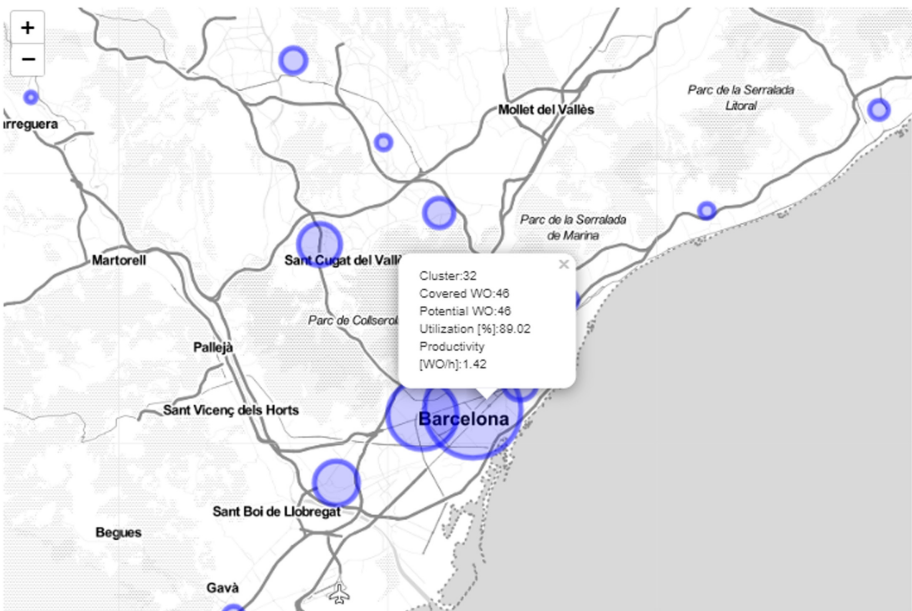 +
−
Mollet del Vallès
Parc de la Serralada
Litoral
rreguera
Parc de la Serralada
de Marina
Martorell
Sant Cugat del Vall
×
Cluster:32
Covered WO:46
Potential WO:46
Utilization [%]:89.02
Productivity
[WO/h]:1.42
Parc de Collserol
Pallejà
Sant Vicenç dels Horts
Barcelona
Sant Boi de Llobregat
Begues
Gavà